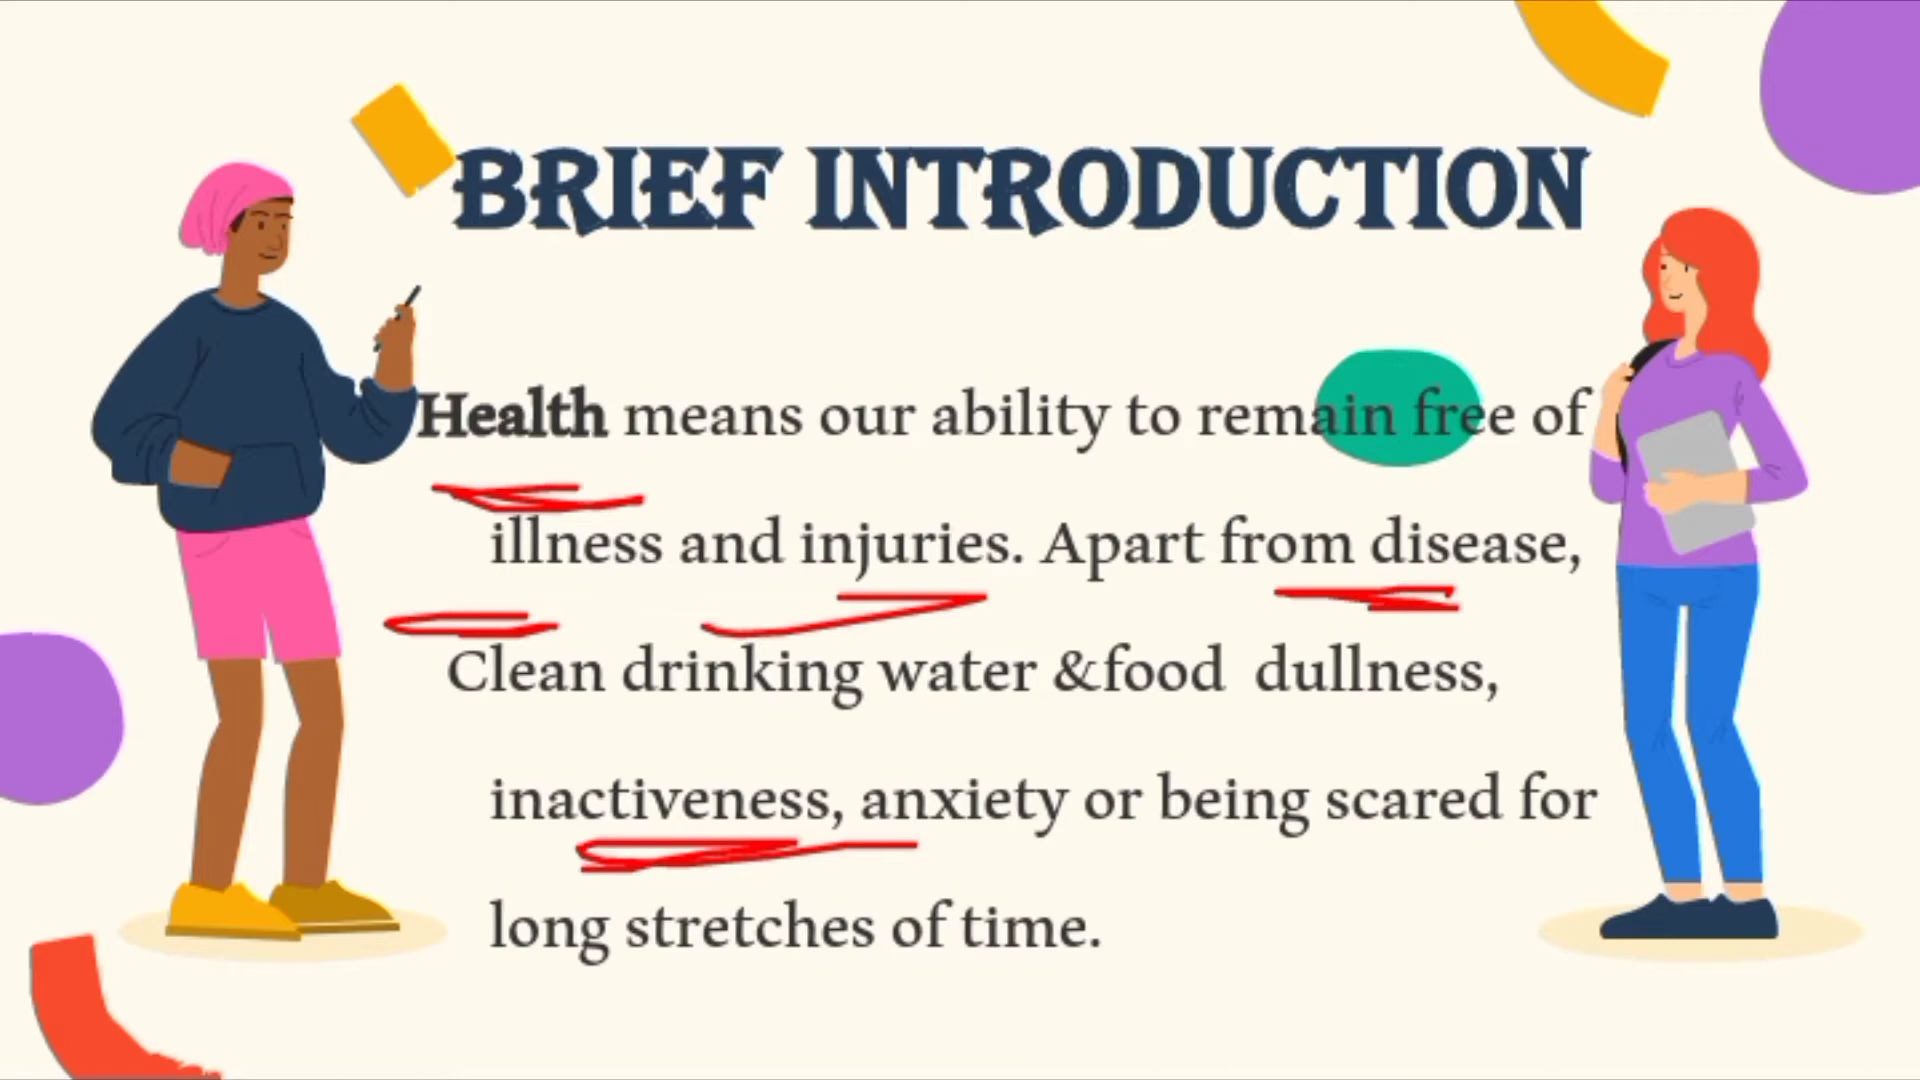 BRIEF INTRODUCTION
Health means our ability to remain free of
illness and injuries. Apart from disease,
Clean drinking water &food  dullness,
inactiveness, anxiety or being scared for
long stretches of time.